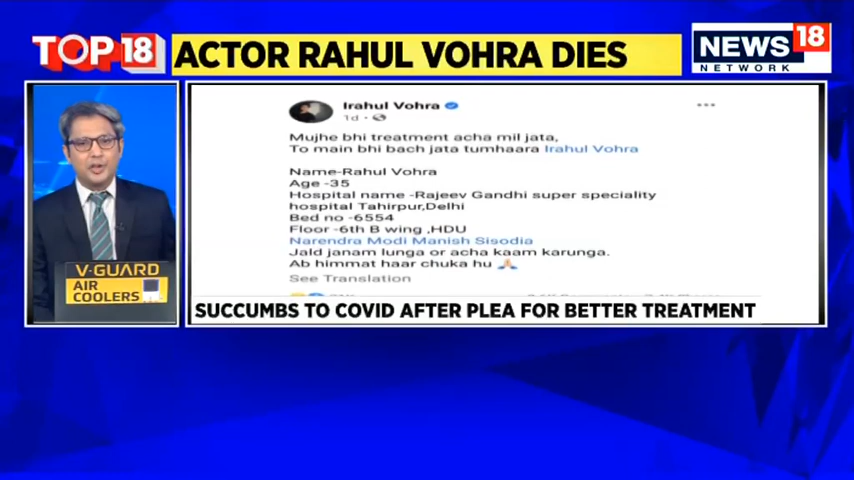 TOP 18
ACTOR RAHUL VOHRA DIES
NEWS 18
NETWORK
Irahul Vohra
1d
Mujhe bhi treatment acha mil jata,
To main bhi bach jata tumhaara Irahul Vohra
Name-Rahul Vohra
Age -35
Hospital name -Rajeev Gandhi super speciality
hospital Tahirpur,Delhi
Bed no -6554
Floor -6th B wing ,HDU
Narendra Modi Manish Sisodia
Jald janam lunga or acha kaam karunga.
Ab himmat haar chuka hu 🙏
See Translation
V-GUARD
AIR
COOLERS
SUCCUMBS TO COVID AFTER PLEA FOR BETTER TREATMENT